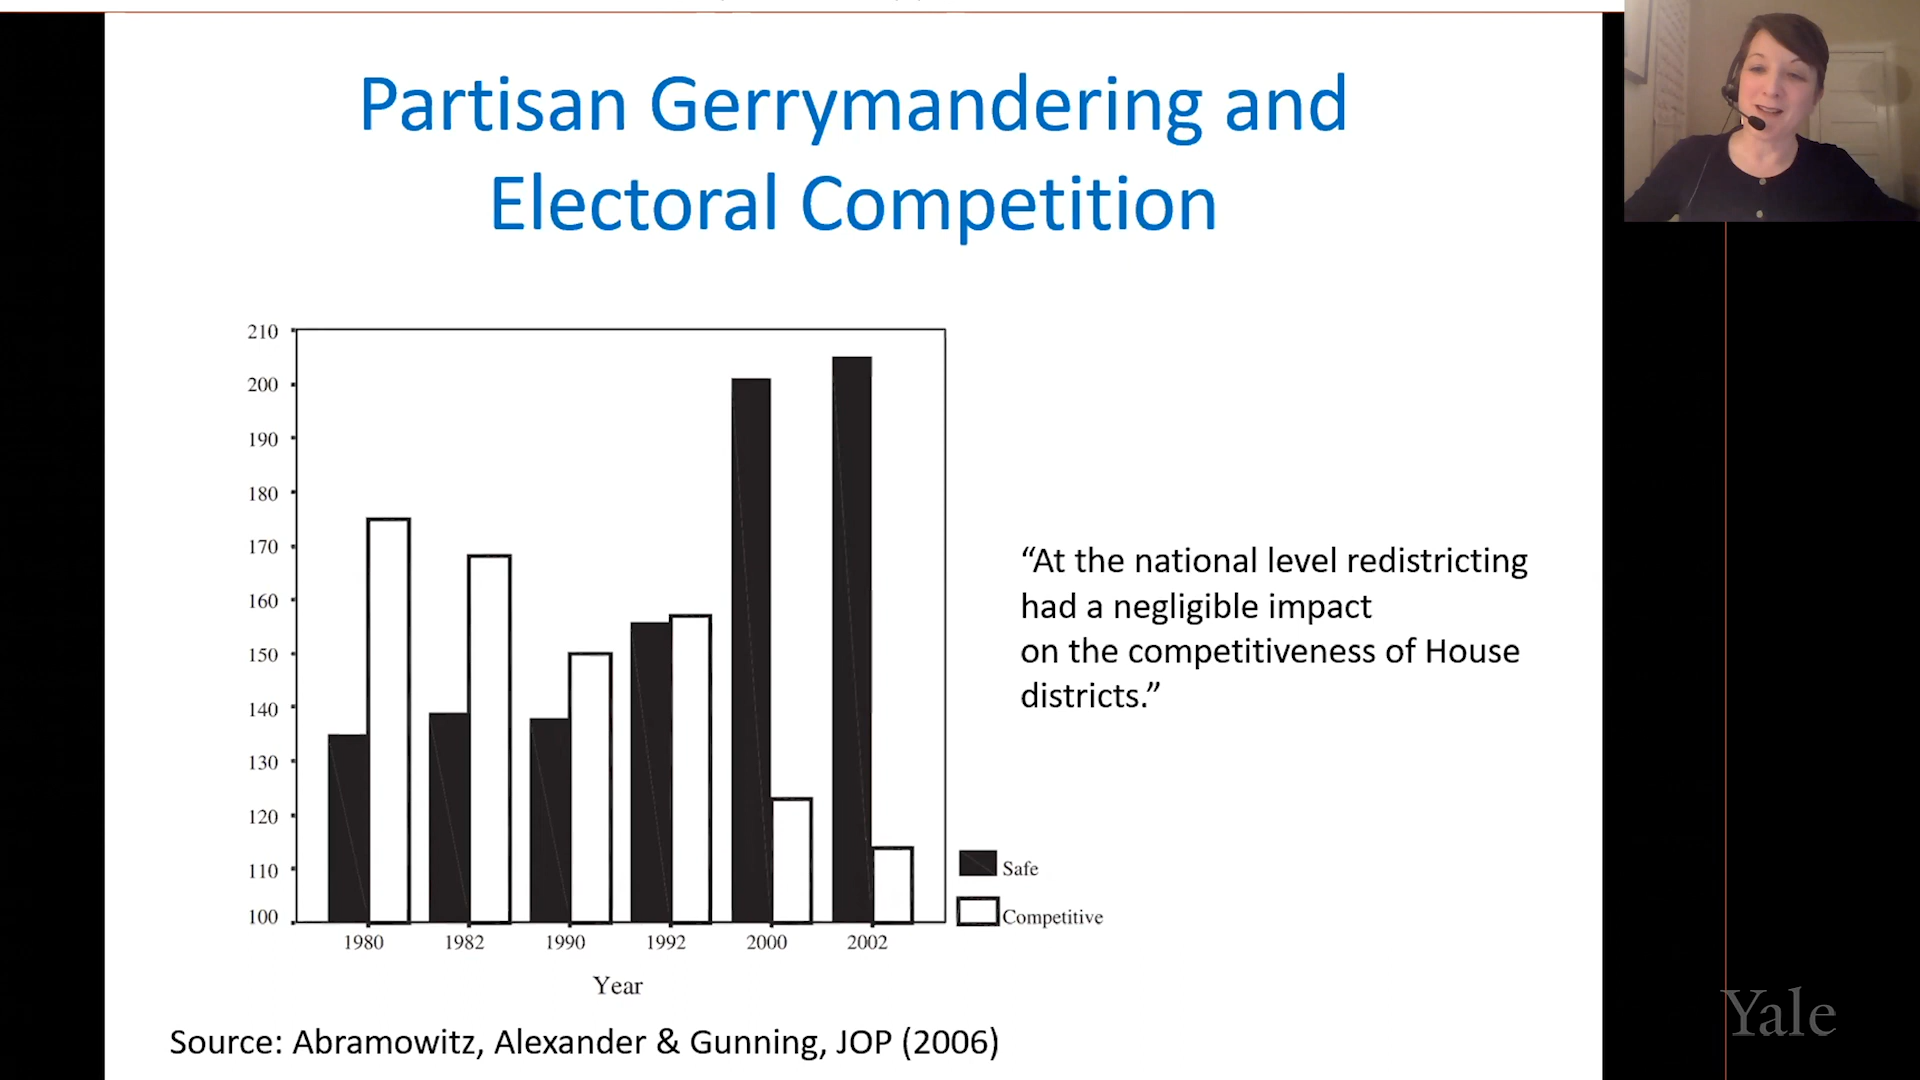 Partisan Gerrymandering and
Electoral Competition
210
200
190
180
170
160
150
140
130
120
110
100
1980 1982 1990 1992 2000 2002
Year
Safe
Competitive
“At the national level redistricting
had a negligible impact
on the competitiveness of House
districts.”
Source: Abramowitz, Alexander & Gunning, JOP (2006)
Yale